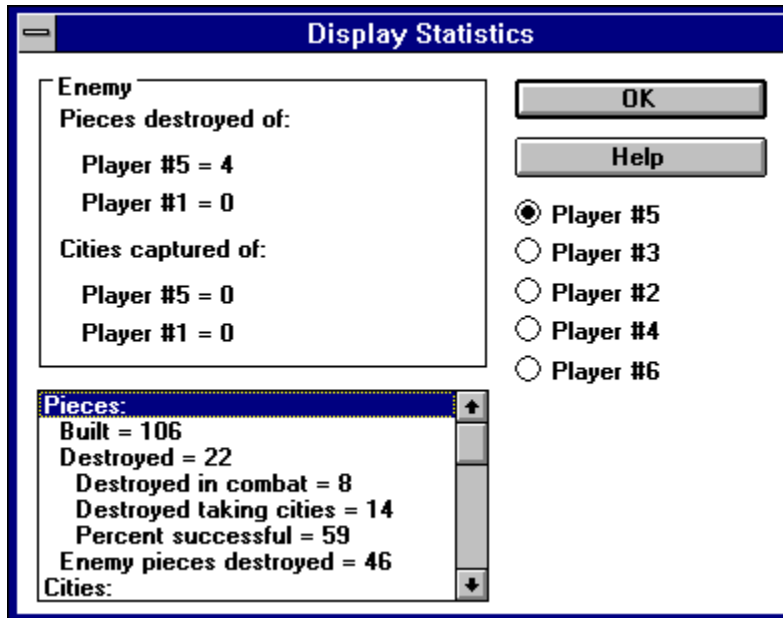 Display Statistics
Enemy
Pieces destroyed of:
Player #5 = 4
Player #1 = 0
Cities captured of:
Player #5 = 0
Player #1 = 0
OK
Help
Player #5
Player #3
Player #2
Player #4
Player #6
Pieces:
Built = 106
Destroyed = 22
Destroyed in combat = 8
Destroyed taking cities = 14
Percent successful = 59
Enemy pieces destroyed = 46
Cities: